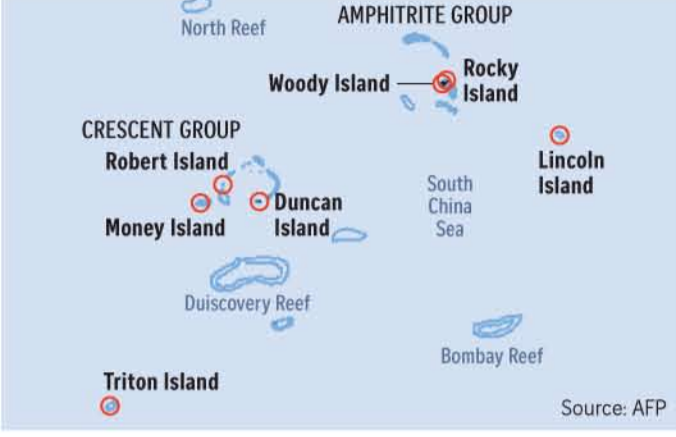 AMPHITRITE GROUP
North Reef
Woody Island
Rocky
Island
CRESCENT GROUP
Robert Island
Lincoln
Island
South
China
Sea
Duncan
Island
Money Island
Duiscovery Reef
Bombay Reef
Triton Island
Source: AFP